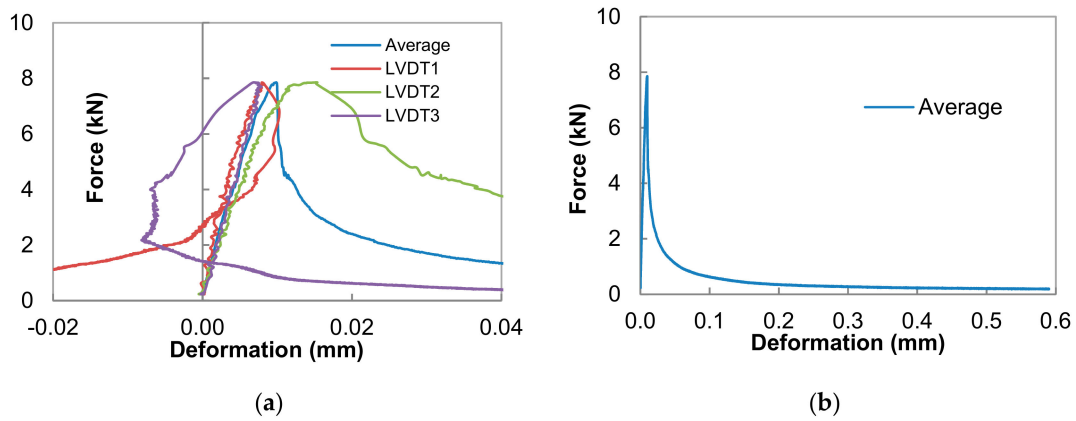 10
8
6
4
2
0
Force (kN)
Average
LVDT1
LVDT2
LVDT3
-0.02
0.00
0.02
0.04
Deformation (mm)
(a)
10
8
6
4
2
0
Force (kN)
Average
0.0
0.1
0.2
0.3
0.4
0.5
0.6
Deformation (mm)
(b)